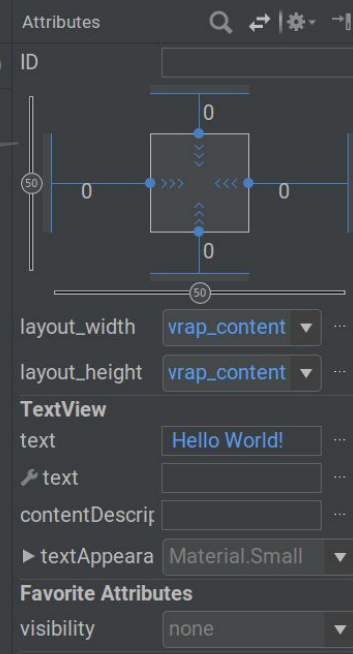 Attributes
ID
0
50
0
0
0
50
layout_width vrap_content
layout_height vrap_content
TextView
text Hello World!
text
contentDescrip
textAppeara Material.Small
Favorite Attributes
visibility none